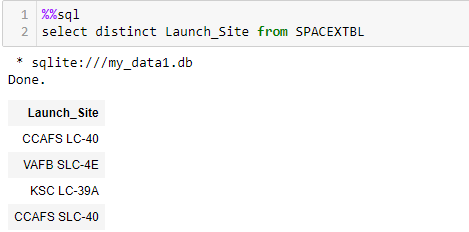 1 %%sql
2 select distinct Launch_Site from SPACEXTBL
* sqlite:///my_data1.db
Done.
Launch_Site
CCAFS LC-40
VAFB SLC-4E
KSC LC-39A
CCAFS SLC-40